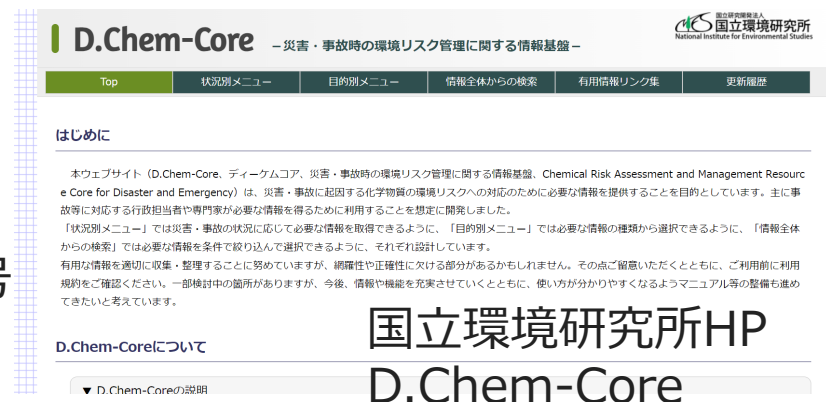 D.Chem-Core －災害・事故時の環境リスク管理に関する情報基盤－
国立研究開発法人
国立環境研究所
National Institute for Environmental Studies
Top 状況別メニュー 目的別メニュー 情報全体からの検索 有用情報リンク集 更新履歴
はじめに
本ウェブサイト（D.Chem-Core、ディーケムコア、災害・事故時の環境リスク管理に関する情報基盤、Chemical Risk Assessment and Management Resourc
e Core for Disaster and Emergency）は、災害・事故に起因する化学物質の環境リスクへの対応のために必要な情報を提供することを目的としています。主に事
故等に対応する行政担当者や専門家が必要な情報を得るために利用することを想定に開発しました。
「状況別メニュー」では災害・事故の状況に応じて必要な情報を取得できるように、「目的別メニュー」では必要な情報の種類から選択できるように、「情報全体
からの検索」では必要な情報を条件で絞り込んで選択できるように、それぞれ設計しています。
有用な情報を適切に収集・整理することに努めていますが、網羅性や正確性に欠ける部分があるかもしれません。その点ご留意いただくとともに、ご利用前に利用
規約をご確認ください。一部検討中の箇所がありますが、今後、情報や機能を充実させていくとともに、使い方が分かりやすくなるようマニュアル等の整備も進め
てきたいと考えています。
号
国立環境研究所HP
D.Chem-Coreについて
D.Chem-Core
▼ D.Chem-Coreの説明